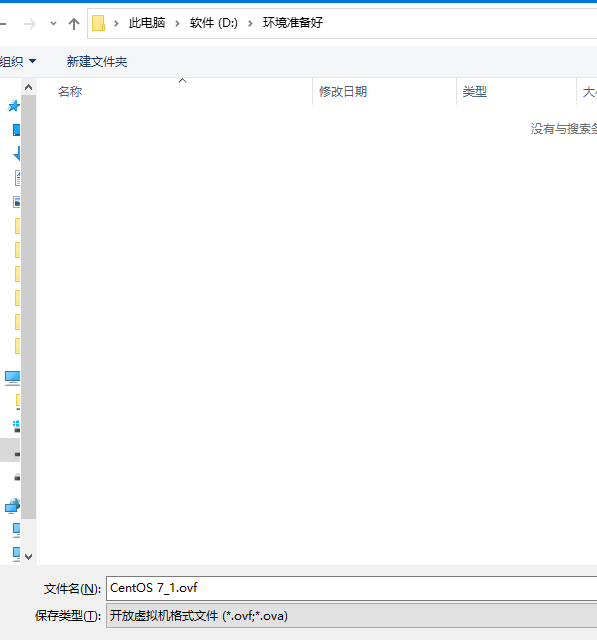 此电脑 > 软件 (D:) > 环境准备好
组织 新建文件夹
名称 修改日期 类型 大
没有与搜索条
文件名(N): CentOS 7_1.ovf
保存类型(T): 开放虚拟机格式文件 (*.ovf;*.ova)